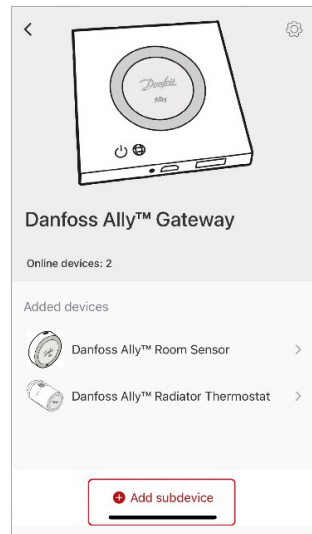 Danfoss
Ally
Danfoss Ally™ Gateway
Online devices: 2
Added devices
Danfoss Ally™ Room Sensor
Danfoss Ally™ Radiator Thermostat
Add subdevice